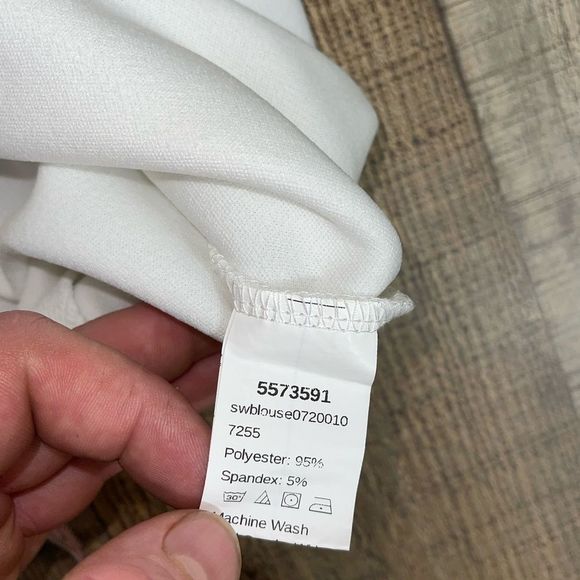 5573591
swblouse0720010
7255
Polyester: 95%
Spandex: 5%
30°
Machine Wash